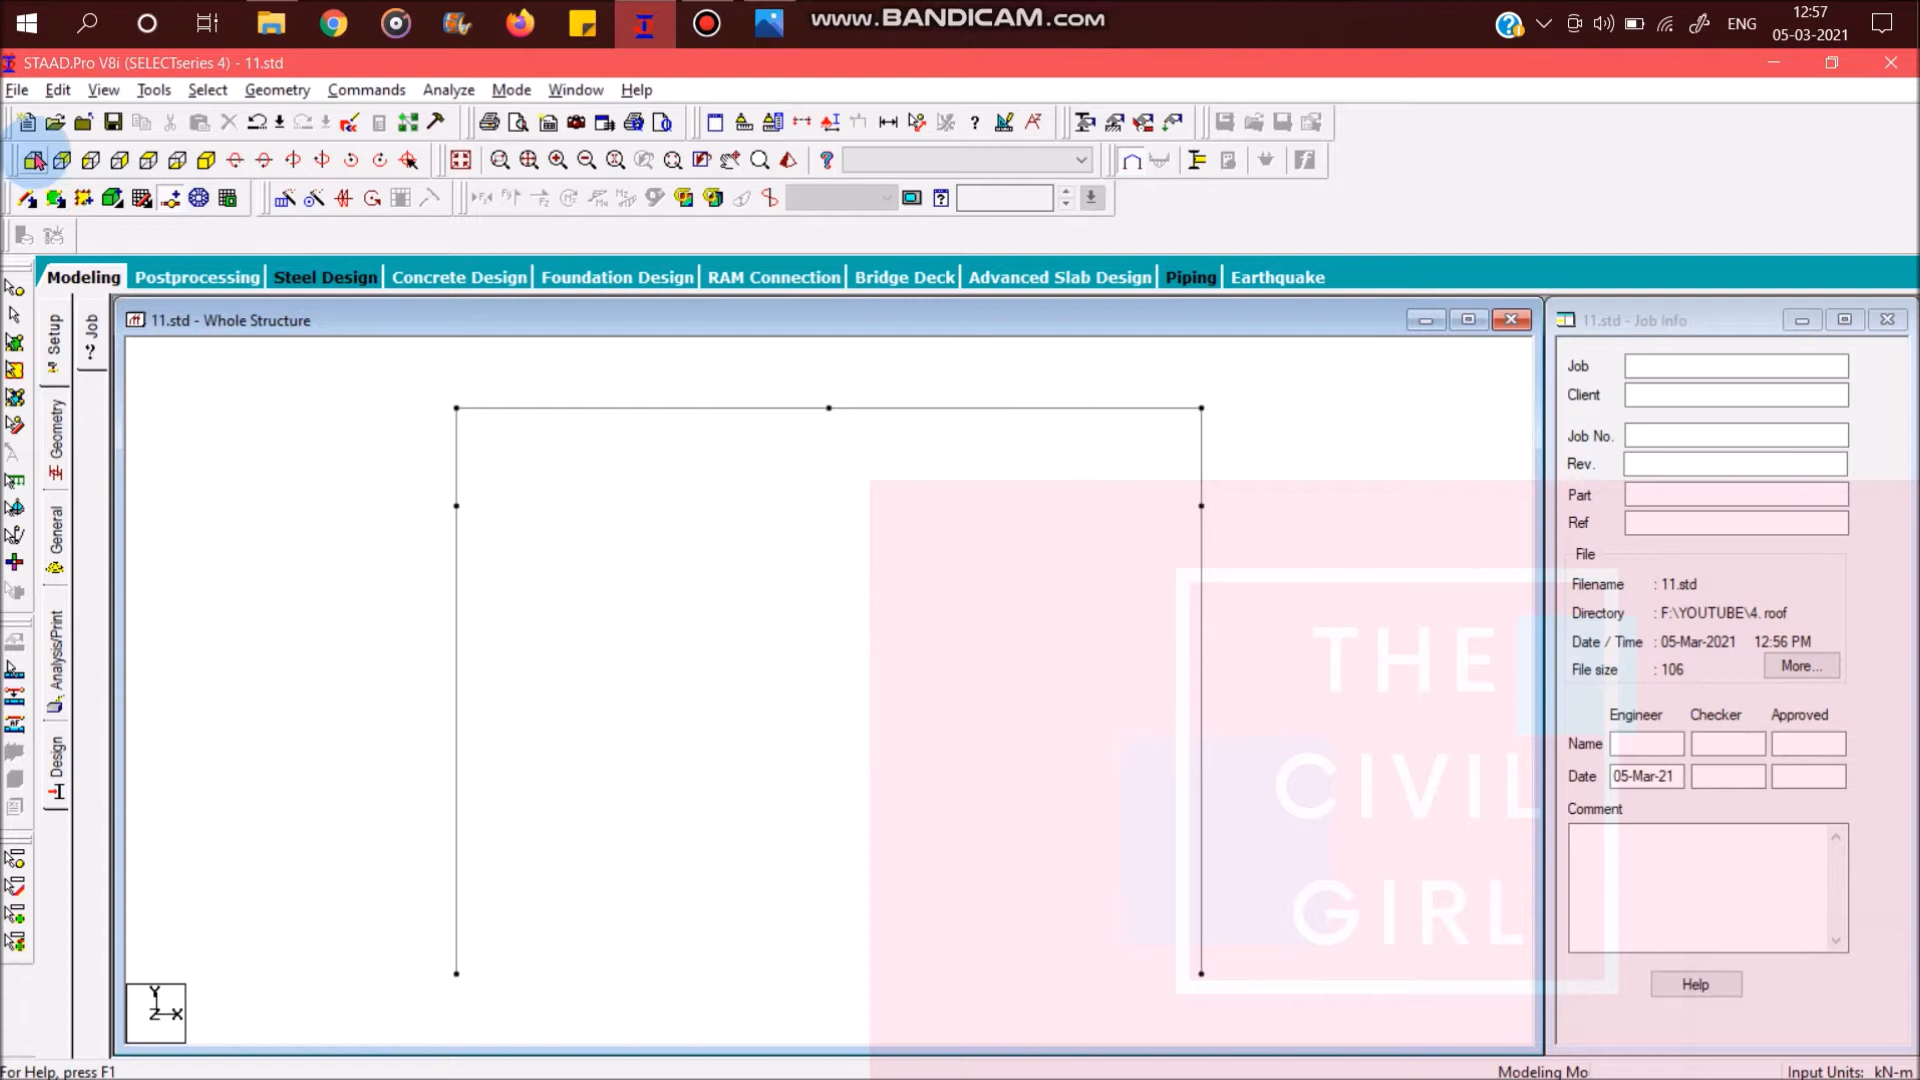 www.BANDICAM.com
ENG
12:57
05-03-2021
STAAD.Pro V8i (SELECTseries 4) - 11.std
File Edit View Tools Select Geometry Commands Analyze Mode Window Help
Modeling Postprocessing Steel Design Concrete Design Foundation Design RAM Connection Bridge Deck Advanced Slab Design Piping Earthquake
Setup
Geometry
General
Analysis/Print
Design
Job
11.std - Whole Structure
11.std - Job Info
Job
Client
Job No.
Rev.
Part
Ref
File
Filename : 11.std
Directory : F:\YOUTUBE\4. roof
Date / Time : 05-Mar-2021 12:56 PM
File size : 106
More...
Engineer Checker Approved
Name
Date 05-Mar-21
Comment
Help
THE
CIVIL
GIRL
Y
Z X
For Help, press F1
Modeling Mo
Input Units: kN-m